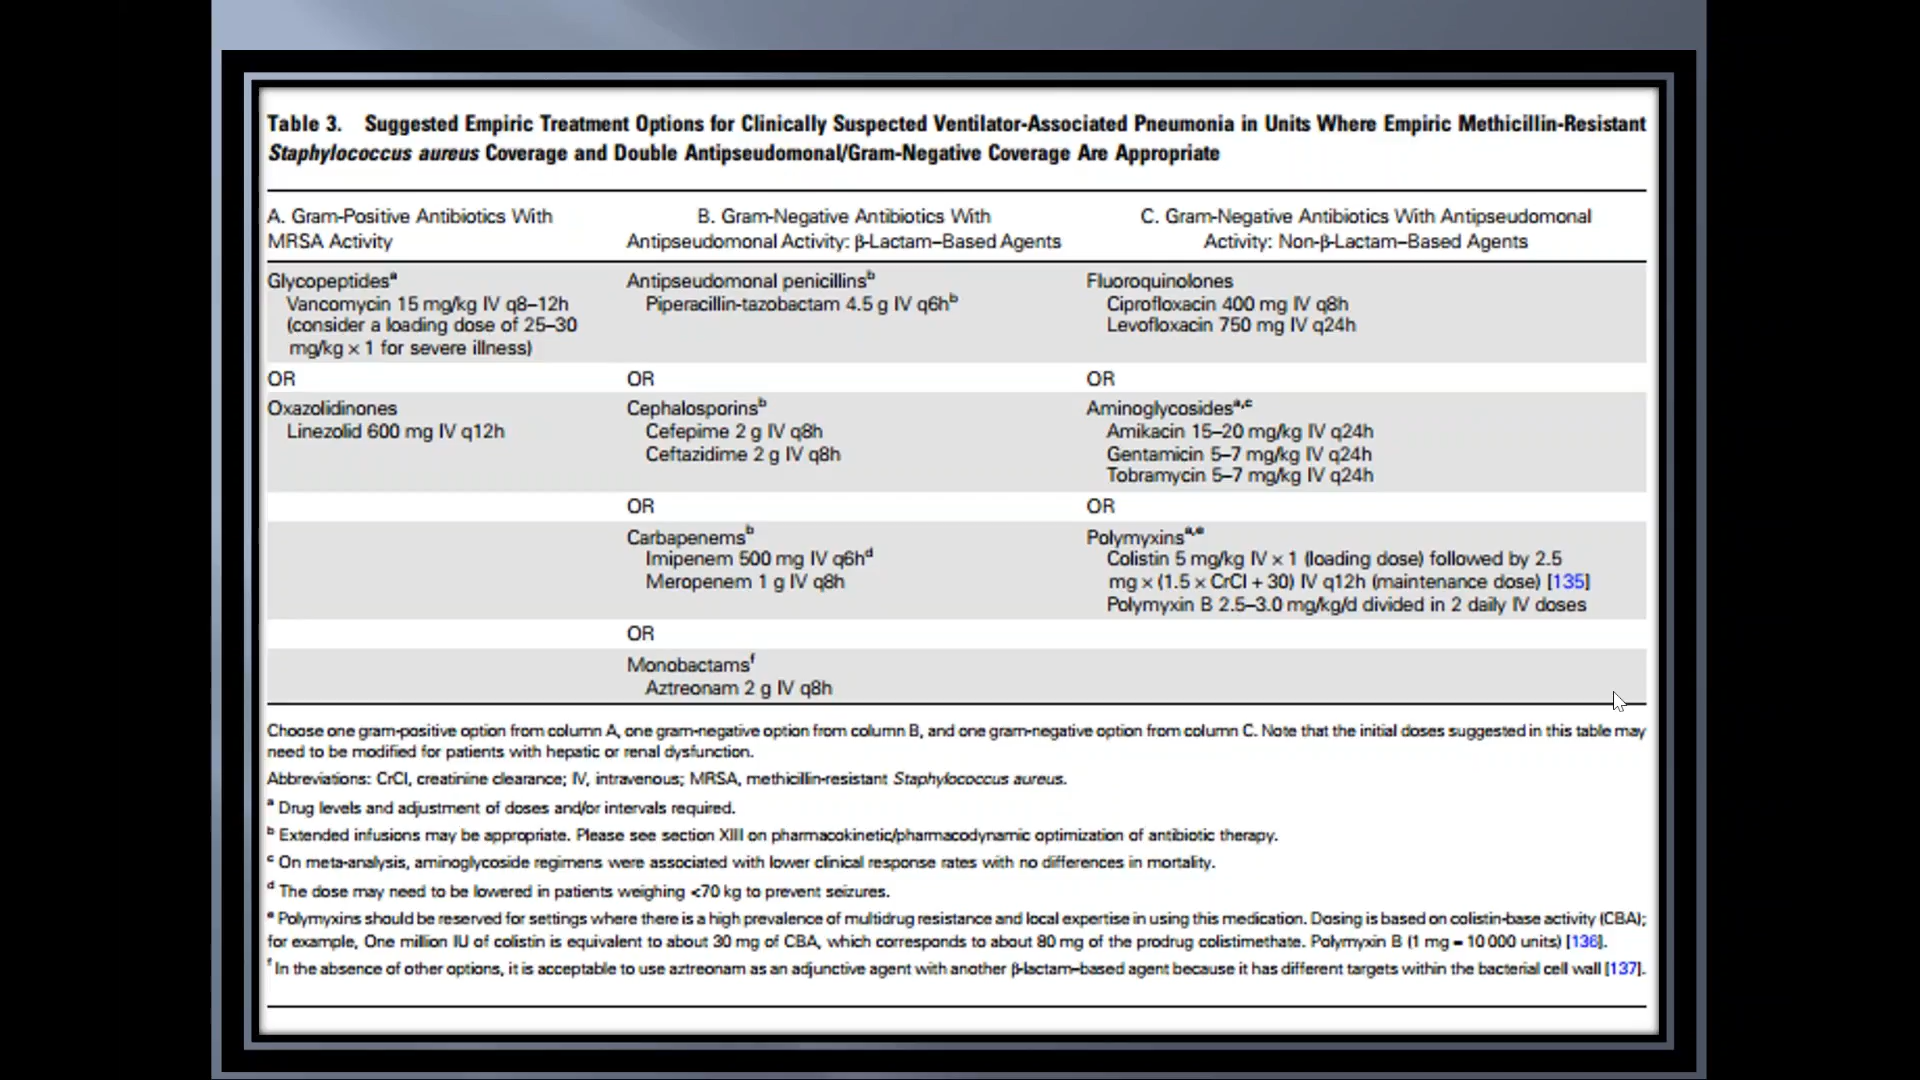 Table 3. Suggested Empiric Treatment Options for Clinically Suspected Ventilator-Associated Pneumonia in Units Where Empiric Methicillin-Resistant
Staphylococcus aureus Coverage and Double Antipseudomonal/Gram-Negative Coverage Are Appropriate
A. Gram-Positive Antibiotics With
MRSA Activity
B. Gram-Negative Antibiotics With
Antipseudomonal Activity: β-Lactam–Based Agents
C. Gram-Negative Antibiotics With Antipseudomonal
Activity: Non-β-Lactam–Based Agents
Glycopeptidesᵃ
Vancomycin 15 mg/kg IV q8–12h
(consider a loading dose of 25–30
mg/kg × 1 for severe illness)
Antipseudomonal penicillinsᵇ
Piperacillin-tazobactam 4.5 g IV q6hᵇ
Fluoroquinolones
Ciprofloxacin 400 mg IV q8h
Levofloxacin 750 mg IV q24h
OR
OR
OR
Oxazolidinones
Linezolid 600 mg IV q12h
Cephalosporinsᵇ
Cefepime 2 g IV q8h
Ceftazidime 2 g IV q8h
Aminoglycosidesᵃ,ᶜ
Amikacin 15–20 mg/kg IV q24h
Gentamicin 5–7 mg/kg IV q24h
Tobramycin 5–7 mg/kg IV q24h
OR
OR
Carbapenemsᵇ
Imipenem 500 mg IV q6hᵈ
Meropenem 1 g IV q8h
Polymyxinsᵃ,ᵉ
Colistin 5 mg/kg IV × 1 (loading dose) followed by 2.5
mg × (1.5 × CrCl + 30) IV q12h (maintenance dose) [135]
Polymyxin B 2.5–3.0 mg/kg/d divided in 2 daily IV doses
OR
Monobactamsᶠ
Aztreonam 2 g IV q8h
Choose one gram-positive option from column A, one gram-negative option from column B, and one gram-negative option from column C. Note that the initial doses suggested in this table may
need to be modified for patients with hepatic or renal dysfunction.
Abbreviations: CrCl, creatinine clearance; IV, intravenous; MRSA, methicillin-resistant Staphylococcus aureus.
ᵃ Drug levels and adjustment of doses and/or intervals required.
ᵇ Extended infusions may be appropriate. Please see section XIII on pharmacokinetic/pharmacodynamic optimization of antibiotic therapy.
ᶜ On meta-analysis, aminoglycoside regimens were associated with lower clinical response rates with no differences in mortality.
ᵈ The dose may need to be lowered in patients weighing <70 kg to prevent seizures.
ᵉ Polymyxins should be reserved for settings where there is a high prevalence of multidrug resistance and local expertise in using this medication. Dosing is based on colistin-base activity (CBA);
for example, One million IU of colistin is equivalent to about 30 mg of CBA, which corresponds to about 80 mg of the prodrug colistimethate. Polymyxin B (1 mg = 10 000 units) [136].
ᶠ In the absence of other options, it is acceptable to use aztreonam as an adjunctive agent with another β-lactam–based agent because it has different targets within the bacterial cell wall [137].